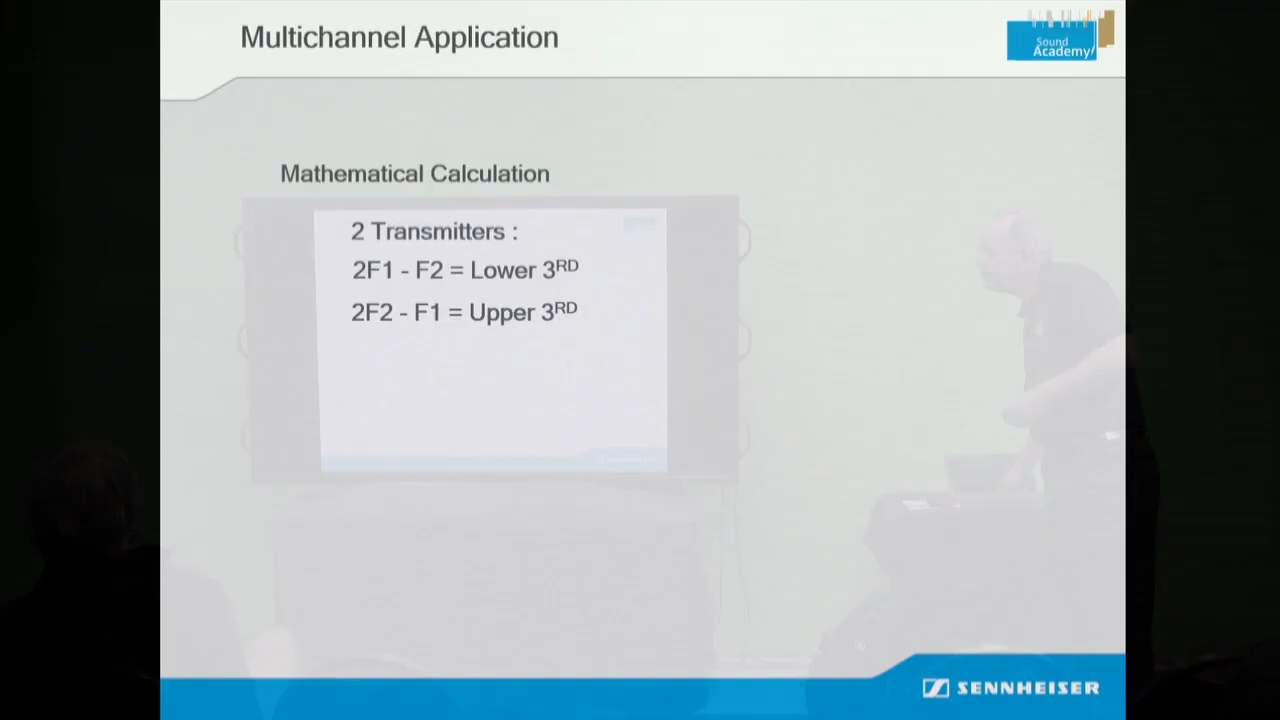 Multichannel Application
Sound
Academy/
Mathematical Calculation
2 Transmitters :
2F1 - F2 = Lower 3RD
2F2 - F1 = Upper 3RD
SENNHEISER